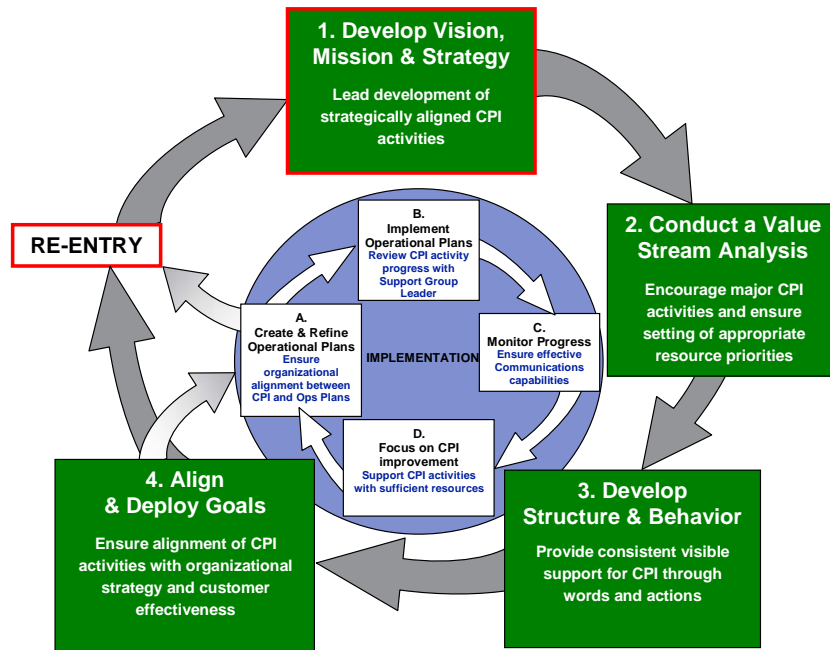 1. Develop Vision,
Mission & Strategy
Lead development of
strategically aligned CPI
activities
RE-ENTRY
2. Conduct a Value
Stream Analysis
Encourage major CPI
activities and ensure
setting of appropriate
resource priorities
B.
Implement
Operational Plans
Review CPI activity
progress with
Support Group
Leader
A.
Create & Refine
Operational Plans
Ensure
organizational
alignment between
CPI and Ops Plans
IMPLEMENTATION
C.
Monitor Progress
Ensure effective
Communications
capabilities
D.
Focus on CPI
improvement
Support CPI activities
with sufficient resources
4. Align
& Deploy Goals
Ensure alignment of CPI
activities with organizational
strategy and customer
effectiveness
3. Develop
Structure & Behavior
Provide consistent visible
support for CPI through
words and actions